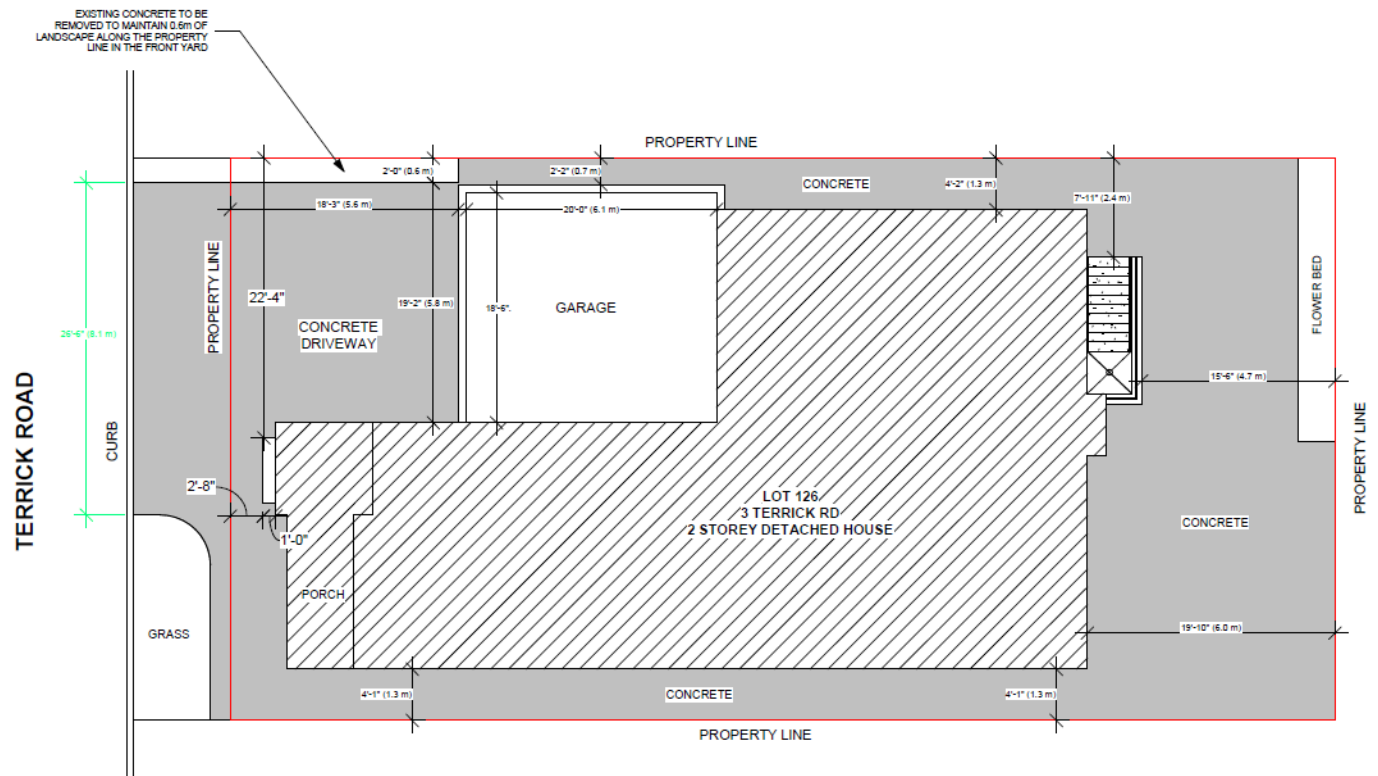 EXISTING CONCRETE TO BE
REMOVED TO MAINTAIN 0.6m OF
LANDSCAPE ALONG THE PROPERTY
LINE IN THE FRONT YARD
PROPERTY LINE
2'-0" (0.6 m)
2'-2" (0.7 m)
CONCRETE
4'-2" (1.3 m)
7'-11" (2.4 m)
18'-3" (5.6 m)
20'-0" (6.1 m)
PROPERTY LINE
22'-4"
19'-2" (5.8 m)
18'-6".
GARAGE
FLOWER BED
CONCRETE
DRIVEWAY
26'-6" (8.1 m)
15'-6" (4.7 m)
TERRICK ROAD
CURB
PROPERTY LINE
2'-8"
1'-0"
LOT 126
3 TERRICK RD
2 STOREY DETACHED HOUSE
CONCRETE
PORCH
GRASS
19'-10" (6.0 m)
4'-1" (1.3 m)
CONCRETE
4'-1" (1.3 m)
PROPERTY LINE